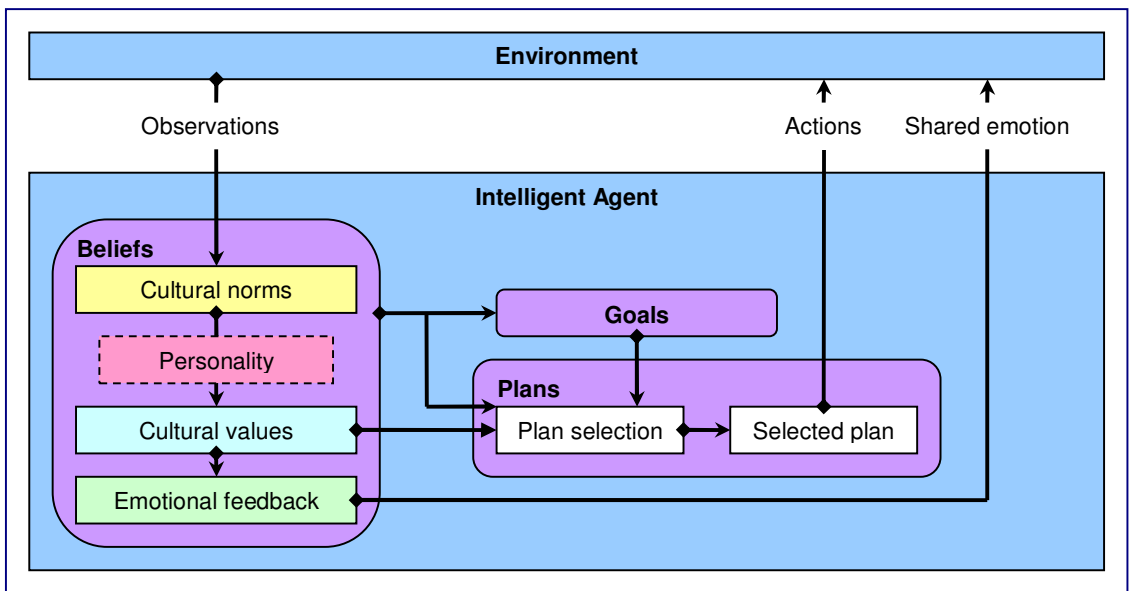 Environment
Observations
Actions
Shared emotion
Intelligent Agent
Beliefs
Cultural norms
Goals
Personality
Plans
Cultural values
Plan selection
Selected plan
Emotional feedback